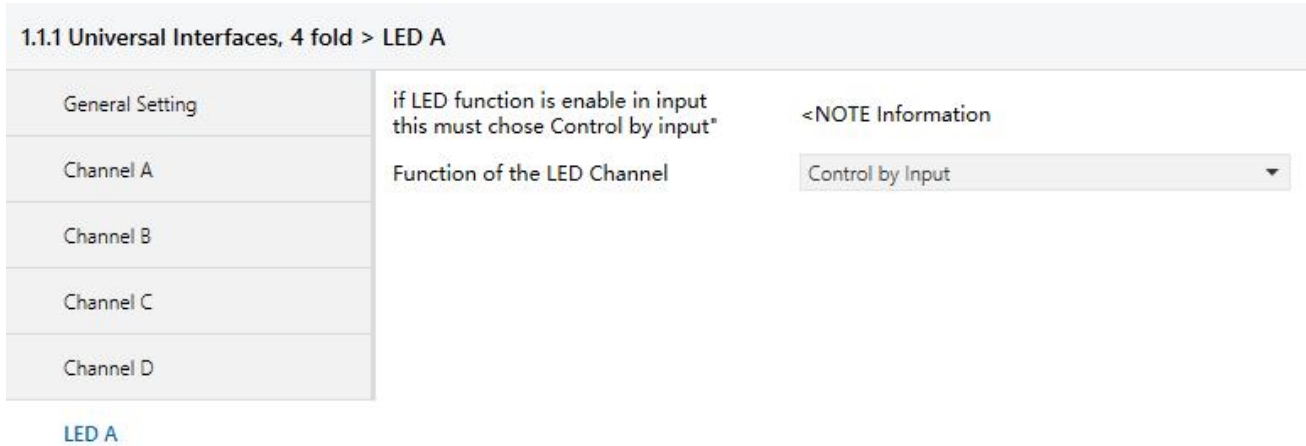 1.1.1 Universal Interfaces, 4 fold > LED A
General Setting
if LED function is enable in input
this must chose Control by input"
<NOTE Information
Channel A
Function of the LED Channel
Control by Input
Channel B
Channel C
Channel D
LED A